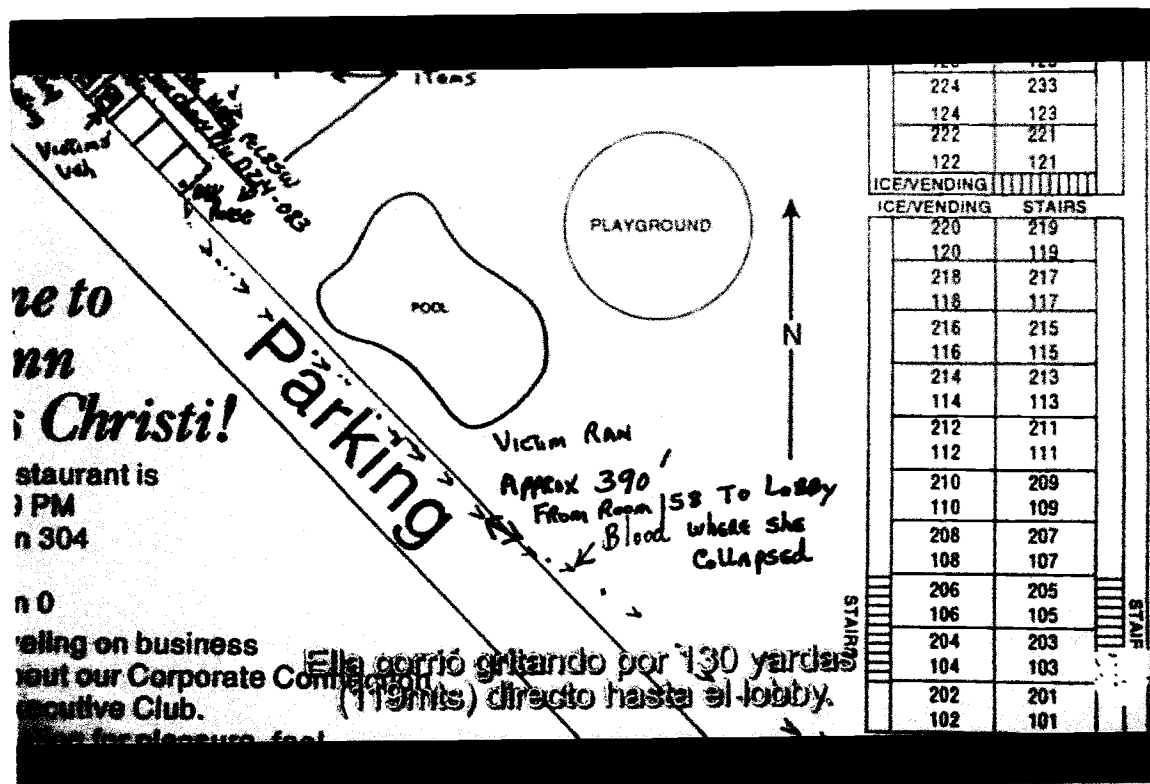 Items
224 233
124 123
222 221
122 121
ICE/VENDING
ICE/VENDING STAIRS
220 219
120 119
218 217
118 117
216 215
116 115
214 213
114 113
212 211
112 111
210 209
110 109
208 207
108 107
206 205
106 105
204 203
104 103
202 201
102 101
STAIRS
STAIR
Victims
Veh
PLAYGROUND
POOL
N
Parking
VICTIM RAN
APPROX 390'
FROM ROOM 158 TO LOBBY
Blood WHERE SHE
COLLAPSED
ne to
nn
s Christi!
staurant is
PM
n 304
n 0
eling on business
out our Corporate
ecutive Club.
for pleasure, feel
Ella corrió gritando por 130 yardas
(119mts) directo hasta el lobby.